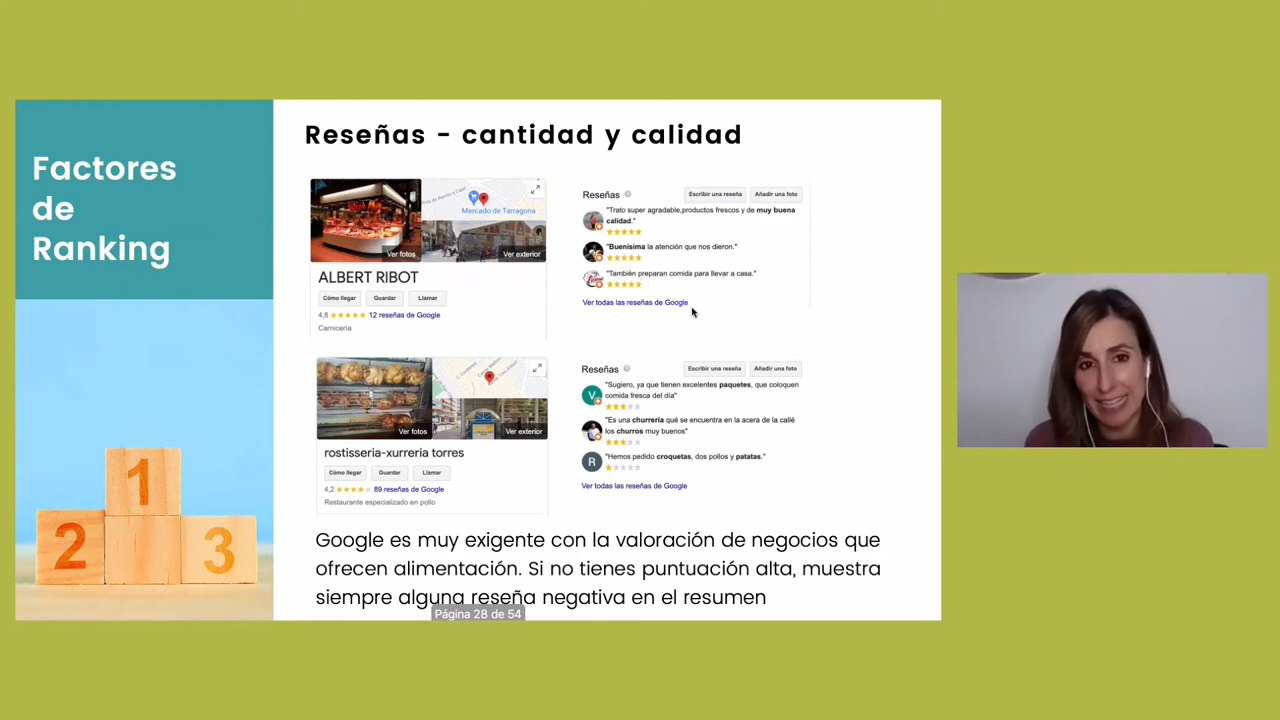 Factores
de
Ranking
Reseñas - cantidad y calidad
Mercado de Tarragona
Ver fotos
Ver exterior
ALBERT RIBOT
Cómo llegar
Guardar
Llamar
4,8 12 reseñas de Google
Carnicería
Reseñas
Escribir una reseña
Añadir una foto
"Trato super agradable,productos frescos y de muy buena
calidad."
"Buenísima la atención que nos dieron."
"También preparan comida para llevar a casa."
Ver todas las reseñas de Google
Ver fotos
Ver exterior
rostisseria-xurreria torres
Cómo llegar
Guardar
Llamar
4,2 89 reseñas de Google
Restaurante especializado en pollo
Reseñas
Escribir una reseña
Añadir una foto
V
"Sugiero, ya que tienen excelentes paquetes, que coloquen
comida fresca del día"
"Es una churrería qué se encuentra en la acera de la callé
los churros muy buenos"
R
"Hemos pedido croquetas, dos pollos y patatas."
Ver todas las reseñas de Google
1
2
3
Google es muy exigente con la valoración de negocios que
ofrecen alimentación. Si no tienes puntuación alta, muestra
siempre alguna reseña negativa en el resumen
Página 28 de 54